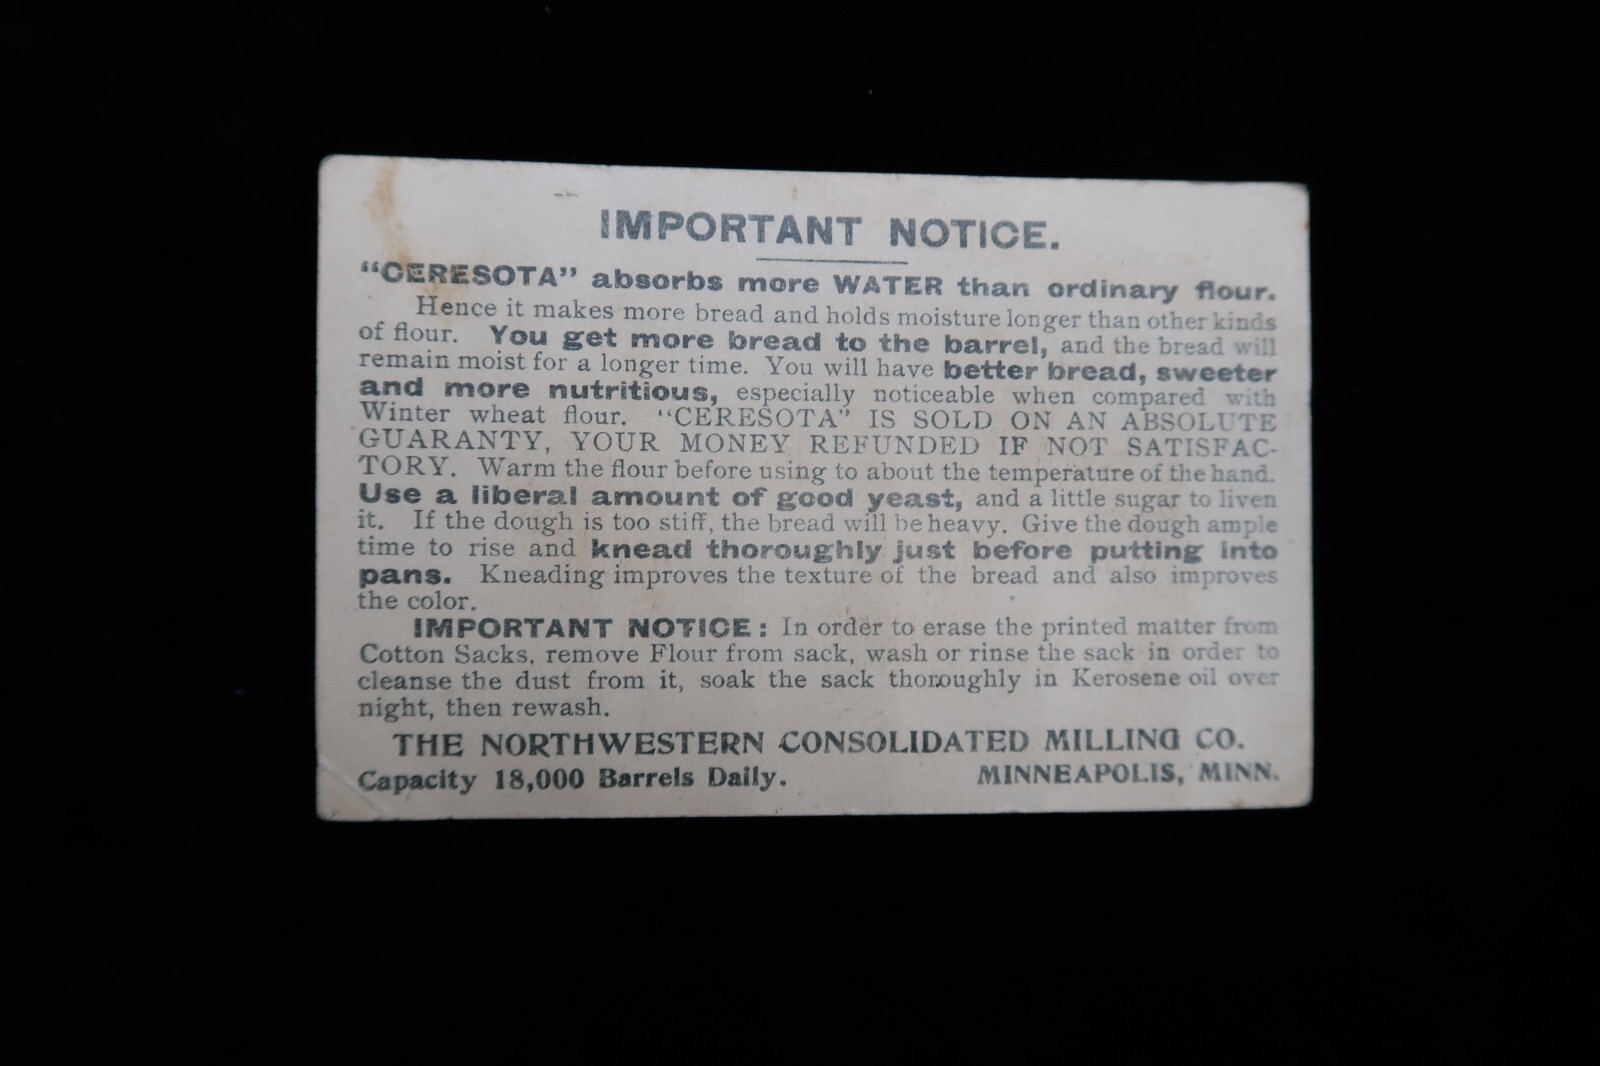 IMPORTANT NOTICE.
"CERESOTA" absorbs more WATER than ordinary flour.
Hence it makes more bread and holds moisture longer than other kinds
of flour. You get more bread to the barrel, and the bread will
remain moist for a longer time. You will have better bread, sweeter
and more nutritious, especially noticeable when compared with
Winter wheat flour. "CERESOTA" IS SOLD ON AN ABSOLUTE
GUARANTY, YOUR MONEY REFUNDED IF NOT SATISFAC-
TORY. Warm the flour before using to about the temperature of the hand.
Use a liberal amount of good yeast, and a little sugar to liven
it. If the dough is too stiff, the bread will be heavy. Give the dough ample
time to rise and knead thoroughly just before putting into
pans. Kneading improves the texture of the bread and also improves
the color.
IMPORTANT NOTICE: In order to erase the printed matter from
Cotton Sacks, remove Flour from sack, wash or rinse the sack in order to
cleanse the dust from it, soak the sack thoroughly in Kerosene oil over
night, then rewash.
THE NORTHWESTERN CONSOLIDATED MILLING CO.
Capacity 18,000 Barrels Daily. MINNEAPOLIS, MINN.